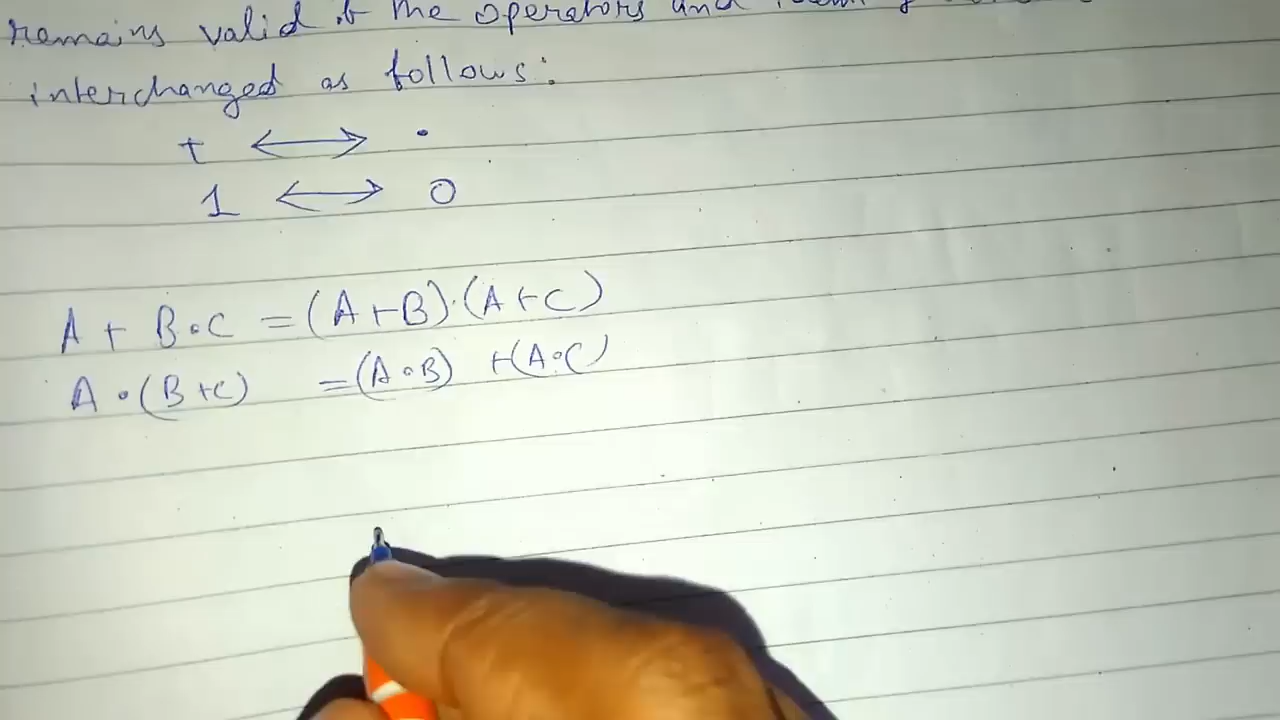 remains valid if the operators and
interchanged as follows:
+ ⟷ ·
1 ⟷ 0
A + B·C = (A+B)·(A+C)
A·(B+C) = (A·B) +(A·C)